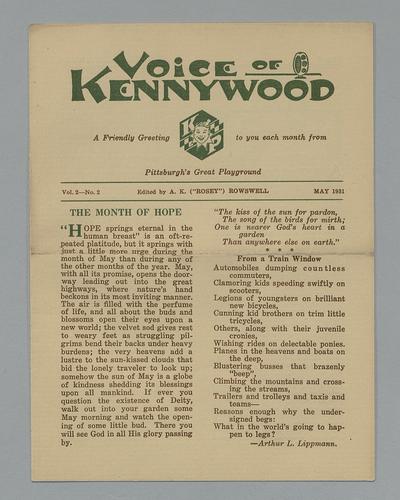 VOICE OF
KENNYWOOD
A Friendly Greeting
to you each month from
K P
Pittsburgh's Great Playground
Vol. 2—No. 2
Edited by A. K. ("ROSEY") ROWSWELL
MAY 1931
THE MONTH OF HOPE
"HOPE springs eternal in the
human breast" is an oft-re-
peated platitude, but it springs with
just a little more urge during the
month of May than during any of
the other months of the year. May,
with all its promise, opens the door-
way leading out into the great
highways, where nature's hand
beckons in its most inviting manner.
The air is filled with the perfume
of life, and all about the buds and
blossoms open their eyes upon a
new world; the velvet sod gives rest
to weary feet as struggling pil-
grims bend their backs under heavy
burdens; the very heavens add a
lustre to the sun-kissed clouds that
bid the lonely traveler to look up;
somehow the sun of May is a globe
of kindness shedding its blessings
upon all mankind. If ever you
question the existence of Deity,
walk out into your garden some
May morning and watch the open-
ing of some little bud. There you
will see God in all His glory passing
by.
"The kiss of the sun for pardon,
The song of the birds for mirth;
One is nearer God's heart in a
garden
Than anywhere else on earth."
* * *
From a Train Window
Automobiles dumping countless
commuters,
Clamoring kids speeding swiftly on
scooters,
Legions of youngsters on brilliant
new bicycles,
Cunning kid brothers on trim little
tricycles,
Others, along with their juvenile
cronies,
Wishing rides on delectable ponies.
Planes in the heavens and boats on
the deep,
Blustering busses that brazenly
"beep",
Climbing the mountains and cross-
ing the streams,
Trailers and trolleys and taxis and
teams—
Reasons enough why the under-
signed begs:
What in the world's going to hap-
pen to legs?
—Arthur L. Lippmann.